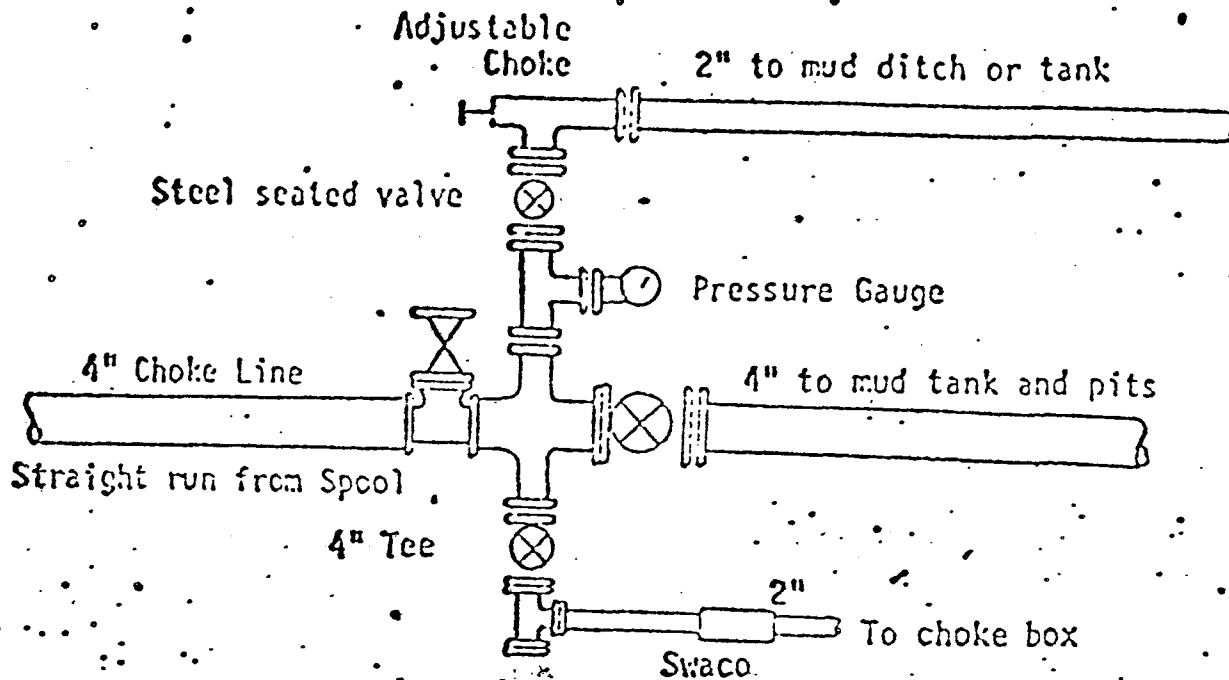 Adjustable
Choke
2" to mud ditch or tank
Steel seated valve
Pressure Gauge
4" Choke Line
4" to mud tank and pits
Straight run from Spool
4" Tee
2"
To choke box
Swaco